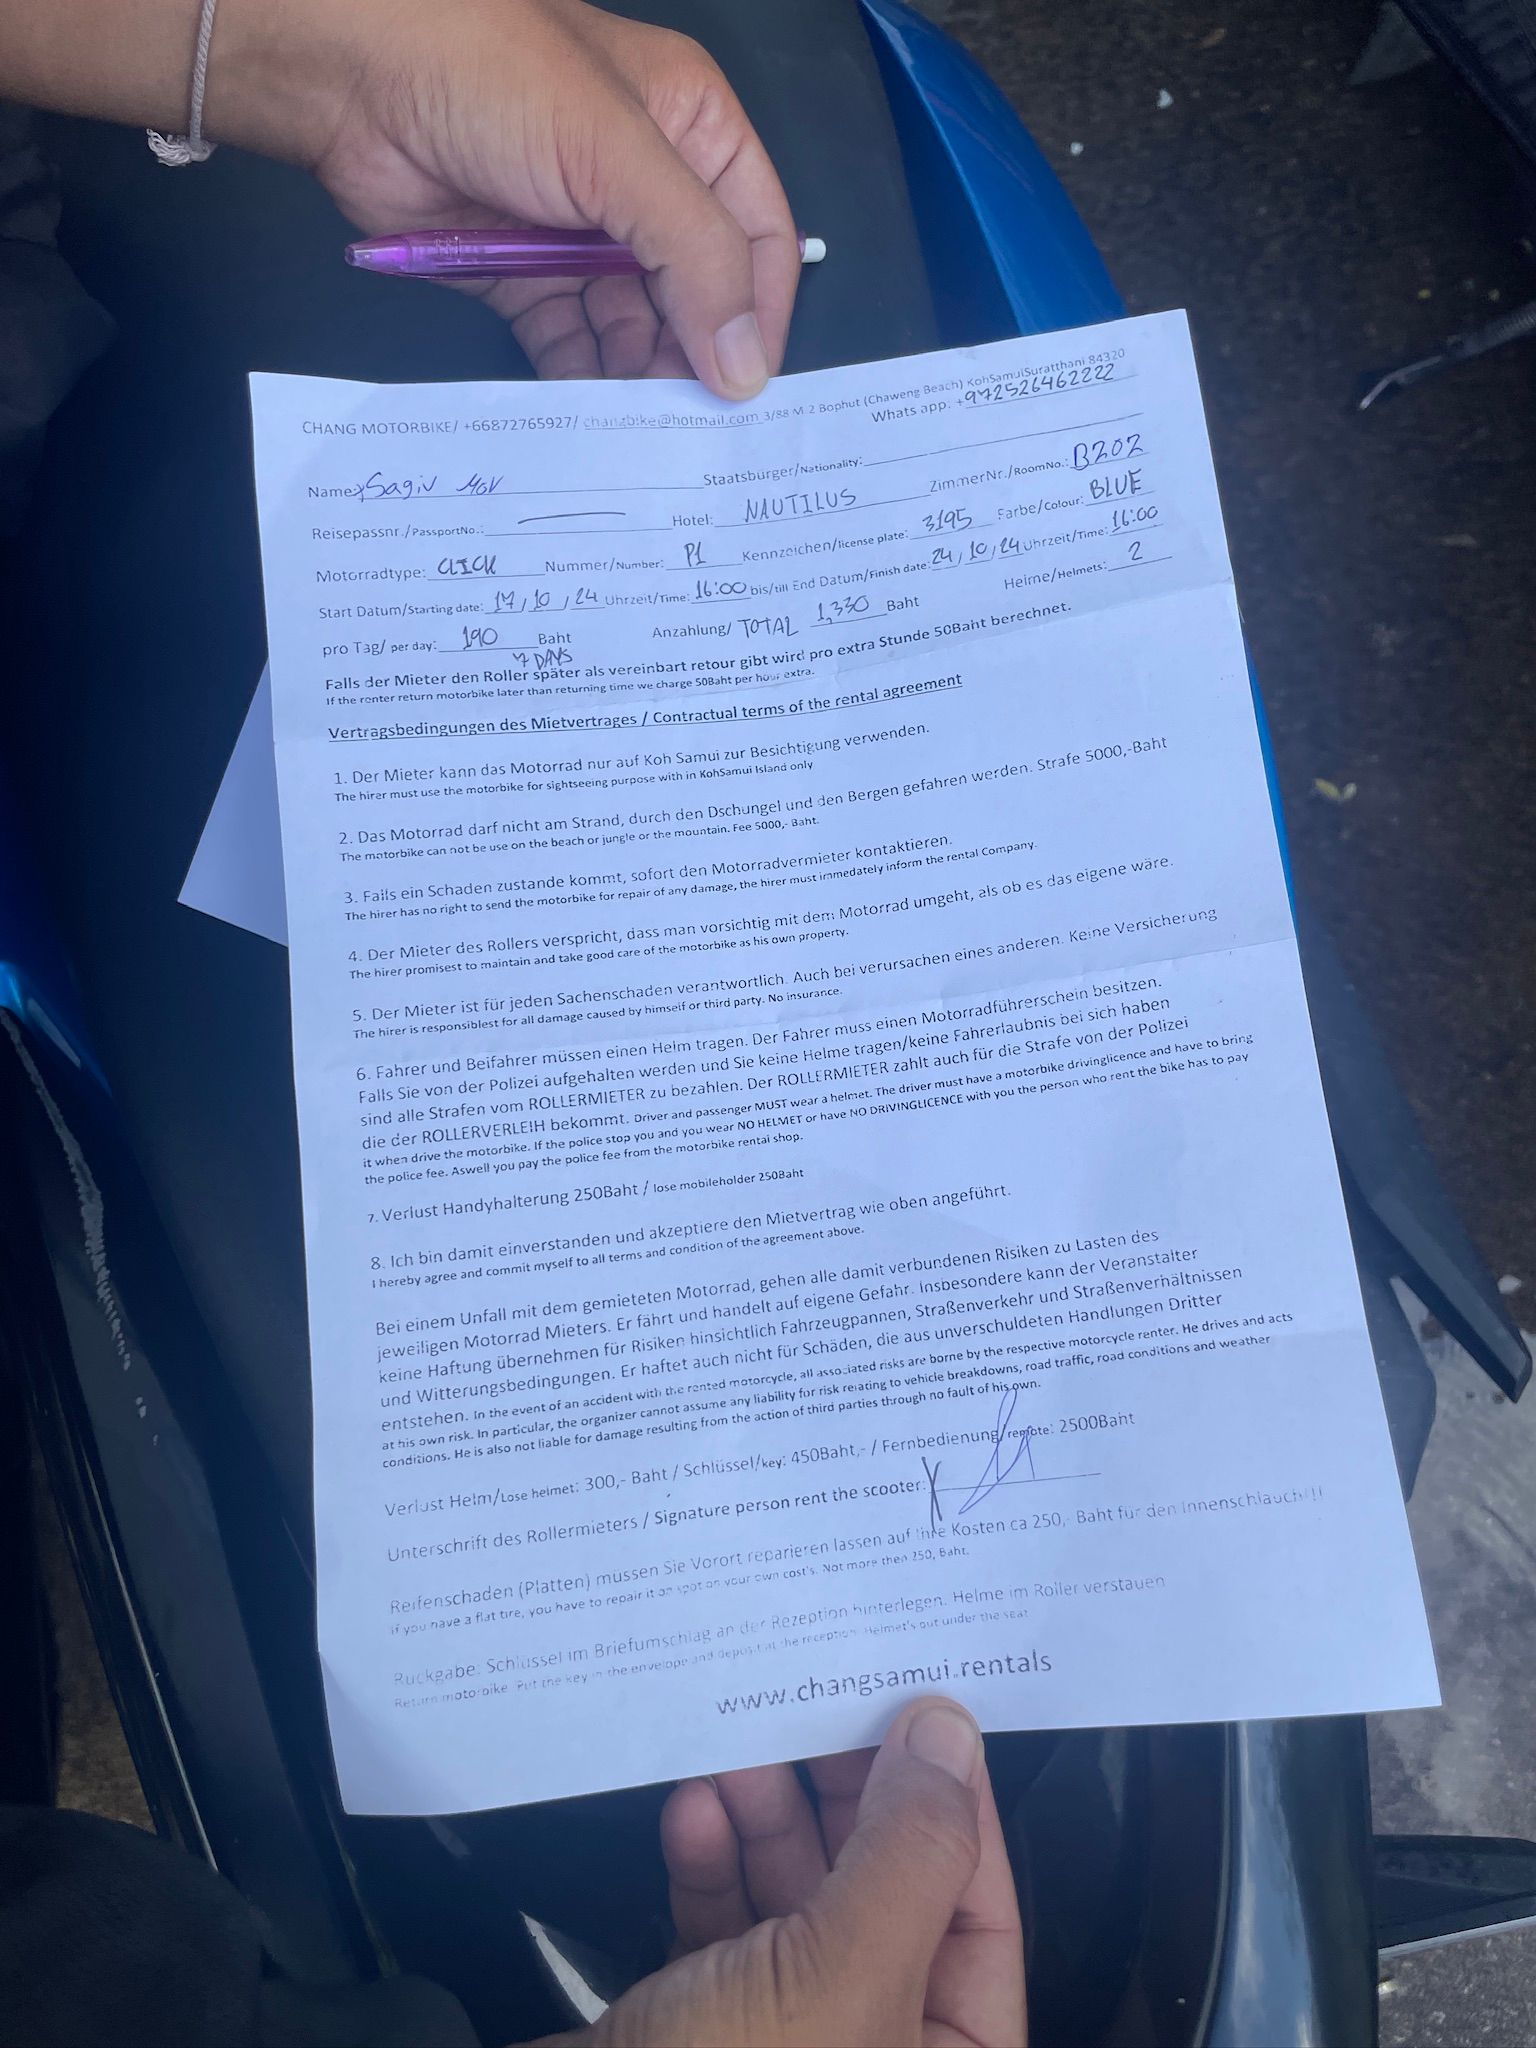 CHANG MOTORBIKE/ +66872765927/ changbike@hotmail.com 3/88 M.2 Bophut (Chaweng Beach) KohSamuiSuratthani 84320
Whats app: +972526462222
Name: Sagiv Mov Staatsbürger/Nationality:
Reisepassnr./PassportNo.: Hotel: NAUTILUS ZimmerNr./RoomNo.: B202
Motorradtype: CLICK Nummer/Number: P1 Kennzeichen/license plate: 3195 Farbe/Colour: BLUE
Start Datum/Starting date: 17/10/24 Uhrzeit/Time: 16:00 bis/till End Datum/Finish date: 24/10/24 Uhrzeit/Time: 16:00
pro Tag/ per day: 190 Baht Anzahlung/ TOTAL 1,330 Baht Helme/Helmets: 2
7 DAYS
Falls der Mieter den Roller später als vereinbart retour gibt wird pro extra Stunde 50Baht berechnet.
If the renter return motorbike later than returning time we charge 50Baht per hour extra.
Vertragsbedingungen des Mietvertrages / Contractual terms of the rental agreement
1. Der Mieter kann das Motorrad nur auf Koh Samui zur Besichtigung verwenden.
The hirer must use the motorbike for sightseeing purpose with in KohSamui Island only
2. Das Motorrad darf nicht am Strand, durch den Dschungel und den Bergen gefahren werden. Strafe 5000,-Baht
The motorbike can not be use on the beach or jungle or the mountain. Fee 5000,- Baht.
3. Falls ein Schaden zustande kommt, sofort den Motorradvermieter kontaktieren.
The hirer has no right to send the motorbike for repair of any damage, the hirer must immedately inform the rental Company.
4. Der Mieter des Rollers verspricht, dass man vorsichtig mit dem Motorrad umgeht, als ob es das eigene wäre.
The hirer promisest to maintain and take good care of the motorbike as his own property.
5. Der Mieter ist für jeden Sachenschaden verantwortlich. Auch bei verursachen eines anderen. Keine Versicherung
The hirer is responsiblest for all damage caused by himself or third party. No insurance.
6. Fahrer und Beifahrer müssen einen Helm tragen. Der Fahrer muss einen Motorradführerschein besitzen.
Falls Sie von der Polizei aufgehalten werden und Sie keine Helme tragen/keine Fahrerlaubnis bei sich haben
sind alle Strafen vom ROLLERMIETER zu bezahlen. Der ROLLERMIETER zahlt auch für die Strafe von der Polizei
die der ROLLERVERLEIH bekommt. Driver and passenger MUST wear a helmet. The driver must have a motorbike drivinglicence and have to bring
it when drive the motorbike. If the police stop you and you wear NO HELMET or have NO DRIVINGLICENCE with you the person who rent the bike has to pay
the police fee. Aswell you pay the police fee from the motorbike rental shop.
7. Verlust Handyhalterung 250Baht / lose mobileholder 250Baht
8. Ich bin damit einverstanden und akzeptiere den Mietvertrag wie oben angeführt.
I hereby agree and commit myself to all terms and condition of the agreement above.
Bei einem Unfall mit dem gemieteten Motorrad, gehen alle damit verbundenen Risiken zu Lasten des
jeweiligen Motorrad Mieters. Er fährt und handelt auf eigene Gefahr. Insbesondere kann der Veranstalter
keine Haftung übernehmen für Risiken hinsichtlich Fahrzeugpannen, Straßenverkehr und Straßenverhältnissen
und Witterungsbedingungen. Er haftet auch nicht für Schäden, die aus unverschuldeten Handlungen Dritter
entstehen. In the event of an accident with the rented motorcycle, all associated risks are borne by the respective motorcycle renter. He drives and acts
at his own risk. In particular, the organizer cannot assume any liability for risk relating to vehicle breakdowns, road traffic, road conditions and weather
conditions. He is also not liable for damage resulting from the action of third parties through no fault of his own.
Verlust Helm/Lose helmet: 300,- Baht / Schlüssel/key: 450Baht,- / Fernbedienung/remote: 2500Baht
Unterschrift des Rollermieters / Signature person rent the scooter: X
Reifenschaden (Platten) müssen Sie Vorort reparieren lassen auf Ihre Kosten ca 250,- Baht für den Innenschlauch!!!
If you have a flat tire, you have to repair it on spot on your own cost's. Not more then 250, Baht.
Rückgabe: Schlüssel im Briefumschlag an der Rezeption hinterlegen. Helme im Roller verstauen
Return motorbike. Put the key in the envelope and deposit at the reception. Helmet's out under the seat
www.changsamui.rentals